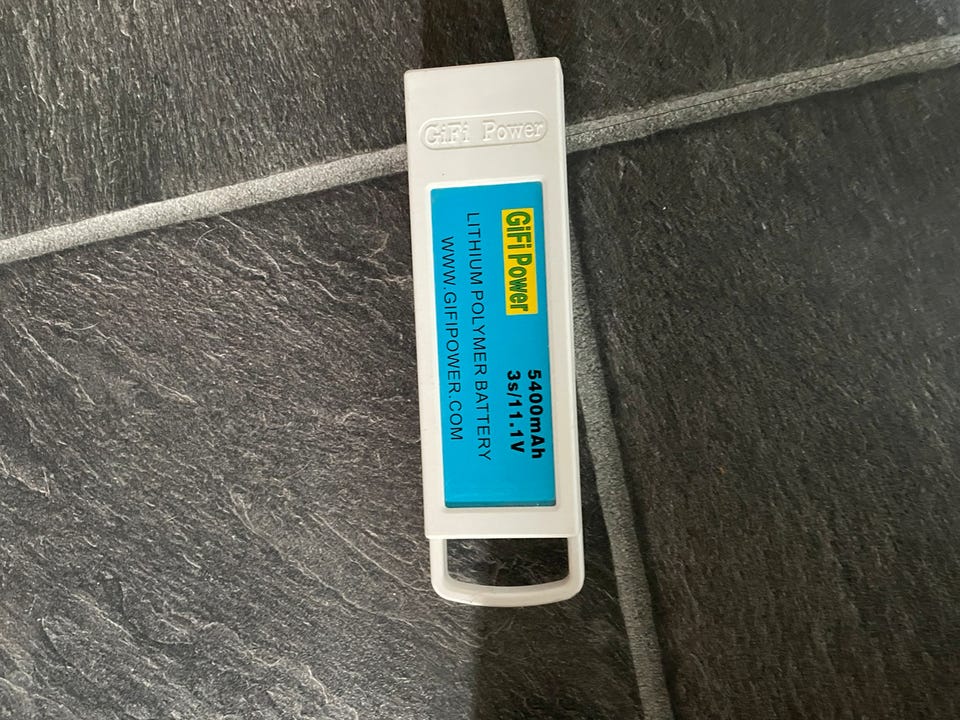 GiFi Power
GiFi Power
5400mAh
3s/11.1V
LITHIUM POLYMER BATTERY
WWW.GIFIPOWER.COM